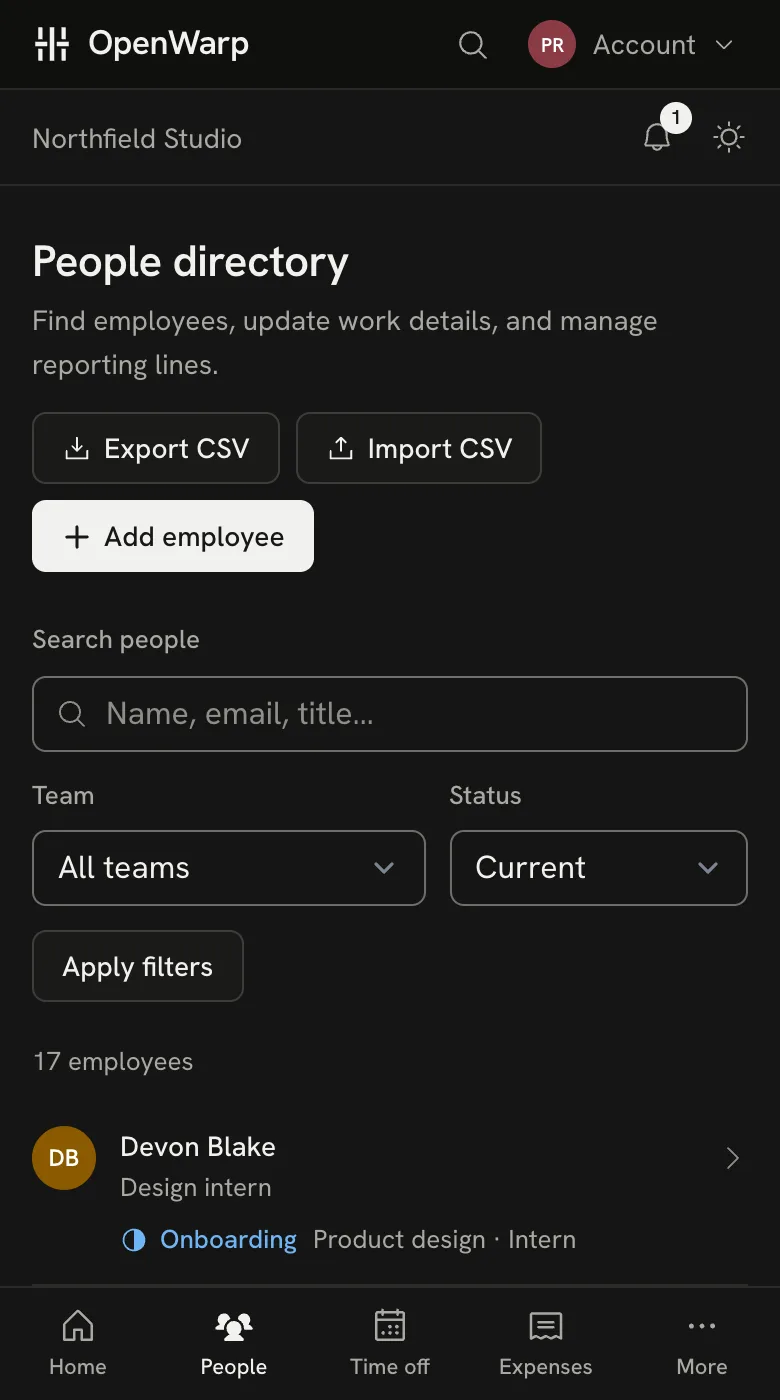 OpenWarp
PR Account
Northfield Studio
1
People directory
Find employees, update work details, and manage
reporting lines.
Export CSV Import CSV
Add employee
Search people
Name, email, title...
Team Status
All teams Current
Apply filters
17 employees
DB Devon Blake
Design intern
Onboarding Product design · Intern
Home People Time off Expenses More